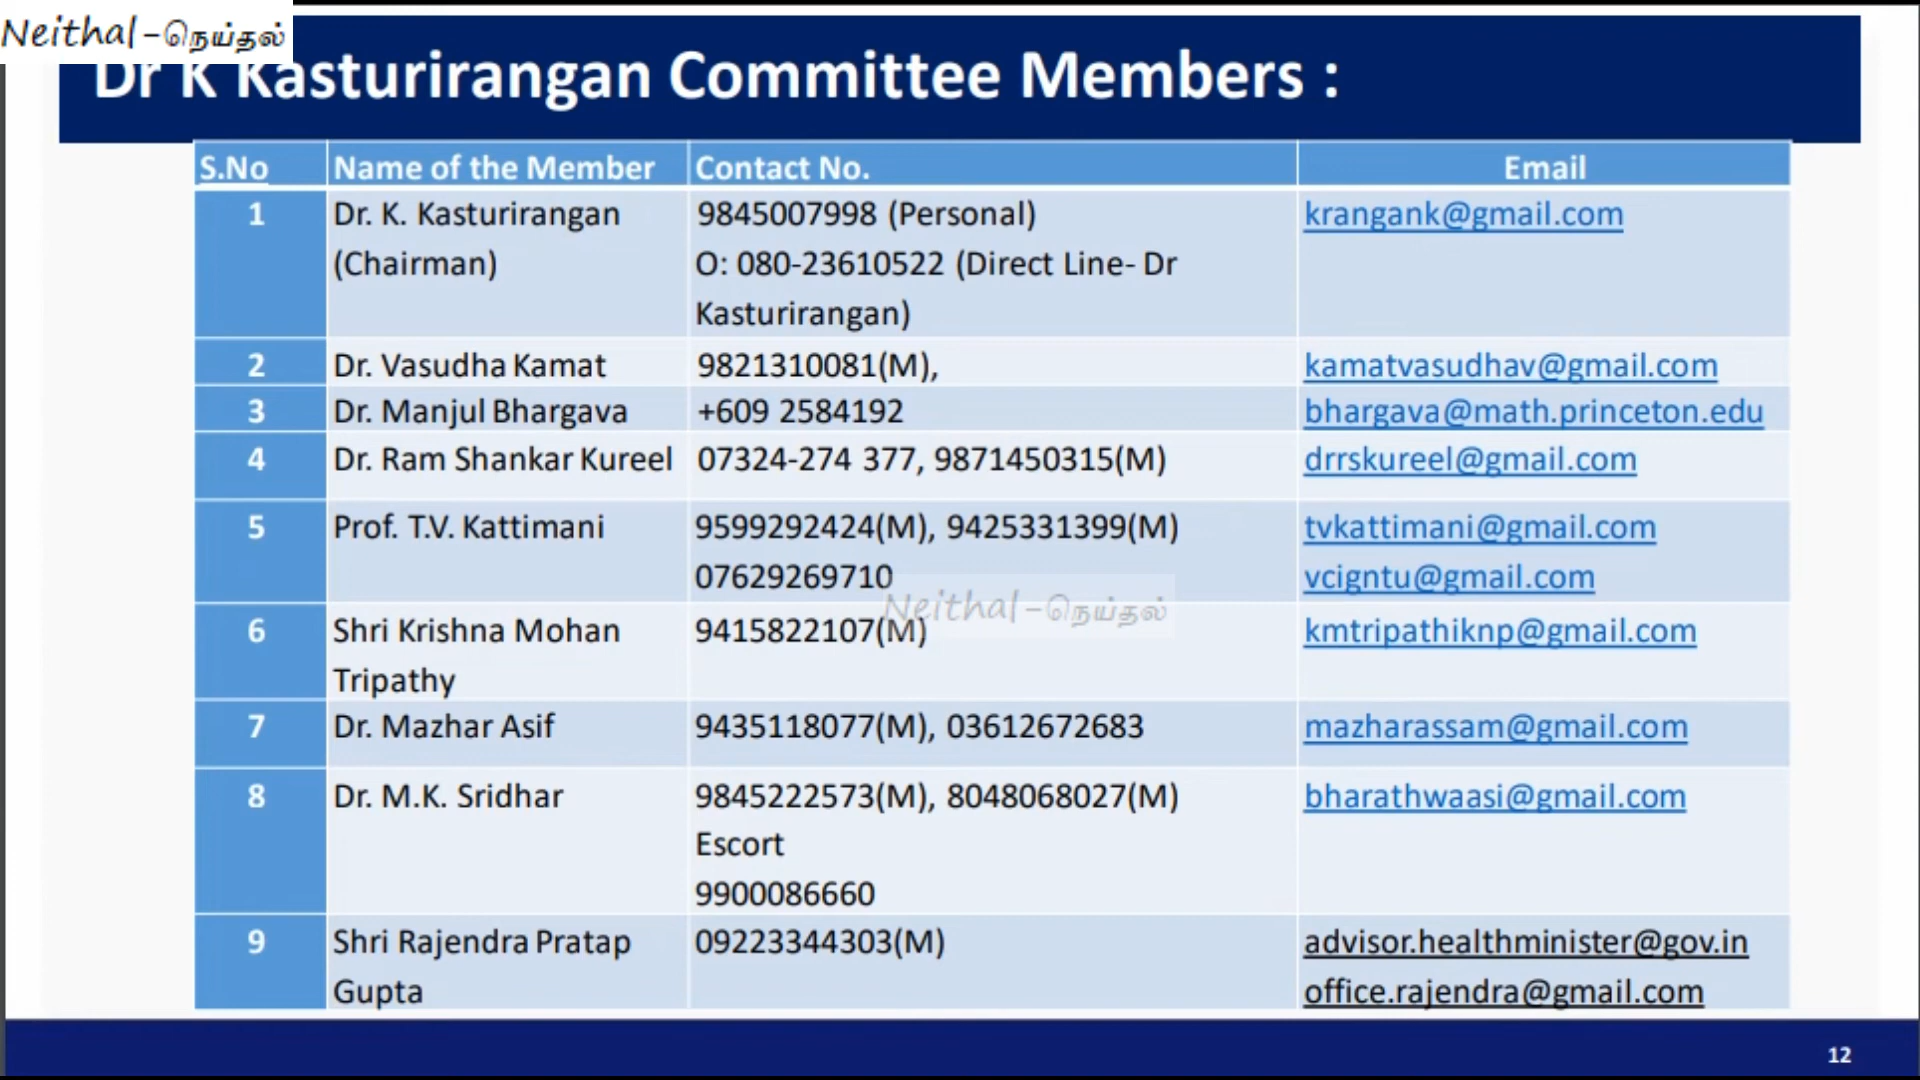 Neithal-நெய்தல்
Dr K Kasturirangan Committee Members :
S.No Name of the Member Contact No. Email
1 Dr. K. Kasturirangan 9845007998 (Personal) krangank@gmail.com
(Chairman) O: 080-23610522 (Direct Line- Dr
Kasturirangan)
2 Dr. Vasudha Kamat 9821310081(M), kamatvasudhav@gmail.com
3 Dr. Manjul Bhargava +609 2584192 bhargava@math.princeton.edu
4 Dr. Ram Shankar Kureel 07324-274 377, 9871450315(M) drrskureel@gmail.com
5 Prof. T.V. Kattimani 9599292424(M), 9425331399(M) tvkattimani@gmail.com
07629269710 vcigntu@gmail.com
Neithal-நெய்தல்
6 Shri Krishna Mohan 9415822107(M) kmtripathiknp@gmail.com
Tripathy
7 Dr. Mazhar Asif 9435118077(M), 03612672683 mazharassam@gmail.com
8 Dr. M.K. Sridhar 9845222573(M), 8048068027(M) bharathwaasi@gmail.com
Escort
9900086660
9 Shri Rajendra Pratap 09223344303(M) advisor.healthminister@gov.in
Gupta office.rajendra@gmail.com
12